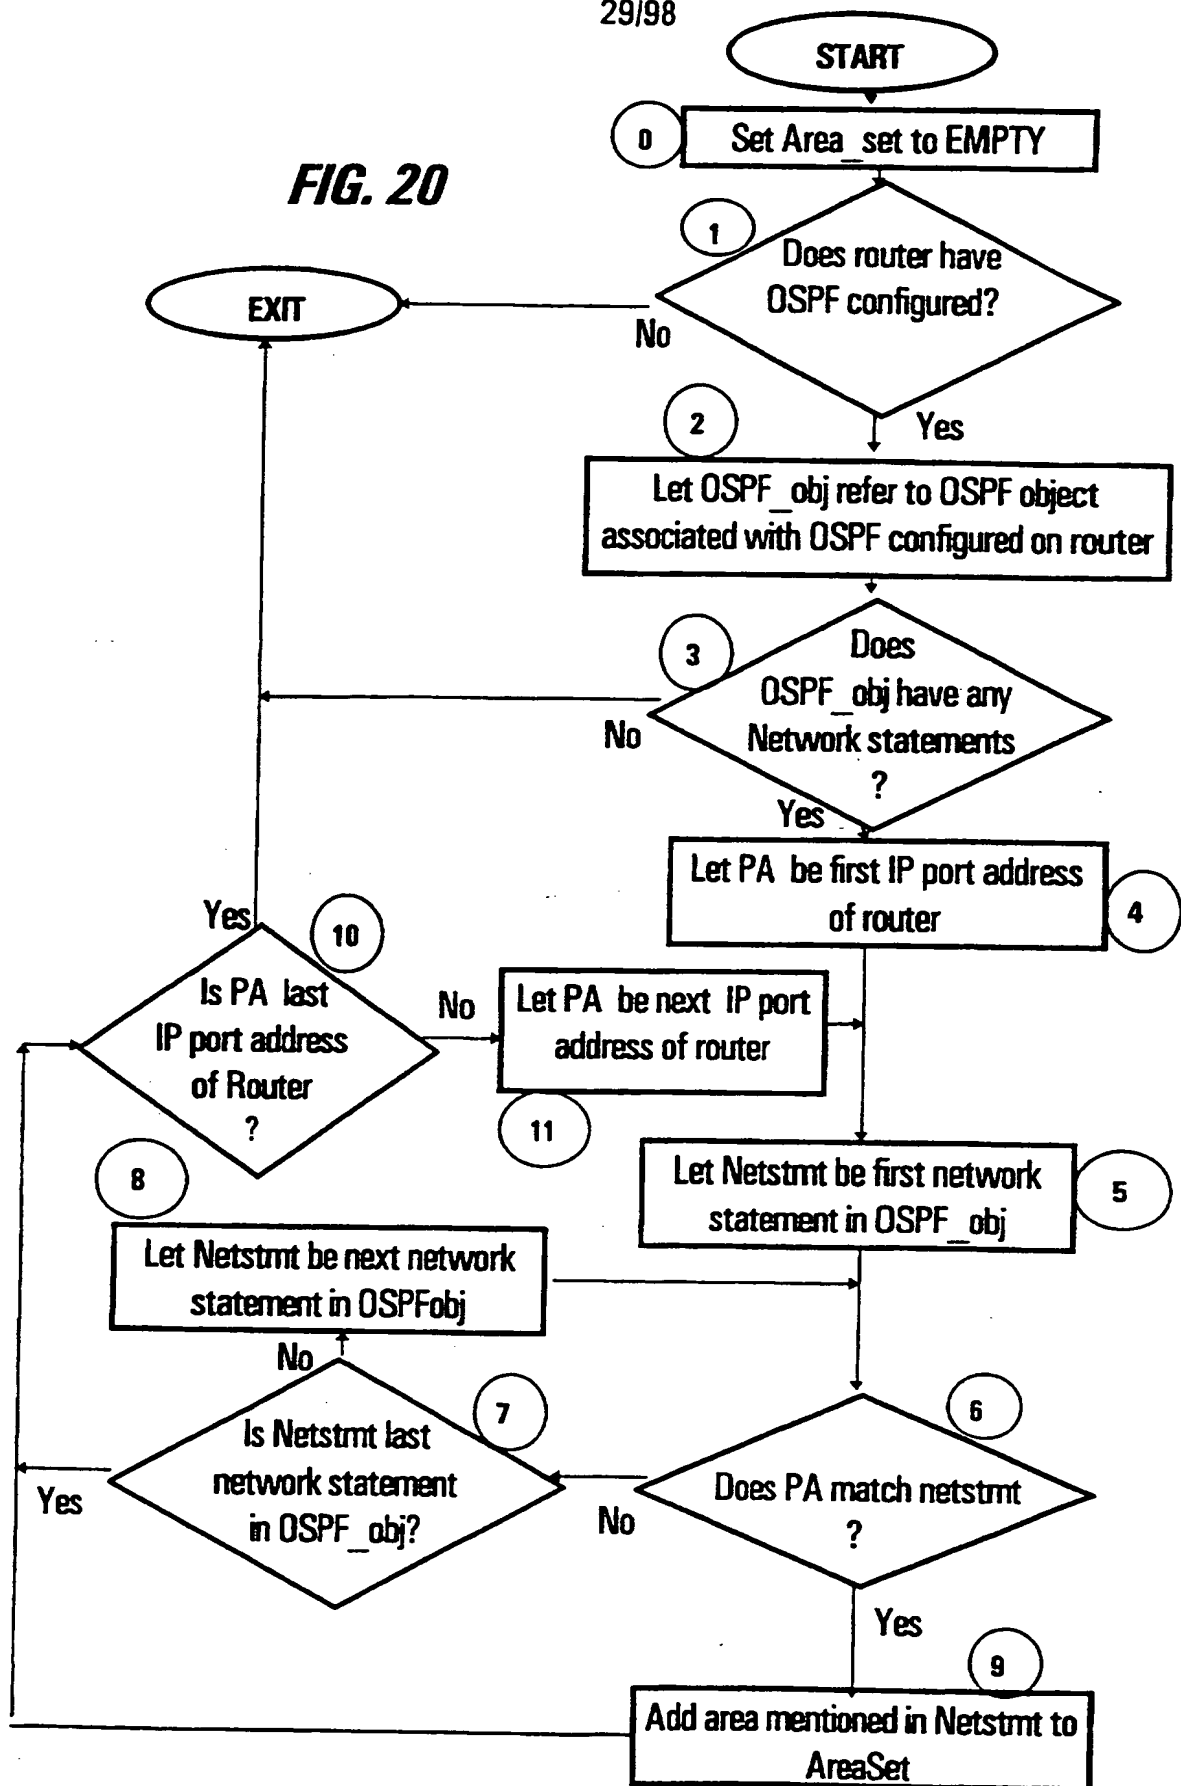 29/98
START
0
Set Area_set to EMPTY
FIG. 20
1
Does router have
OSPF configured?
EXIT
No
Yes
2
Let OSPF_obj refer to OSPF object
associated with OSPF configured on router
3
Does
OSPF_obj have any
Network statements
?
No
Yes
Let PA be first IP port address
of router
4
Yes
10
Is PA last
IP port address
of Router
?
No
Let PA be next IP port
address of router
11
8
Let Netstmt be first network
statement in OSPF_obj
5
Let Netstmt be next network
statement in OSPFobj
No
7
Is Netstmt last
network statement
in OSPF_obj?
Yes
6
Does PA match netstmt
?
No
Yes
9
Add area mentioned in Netstmt to
AreaSet